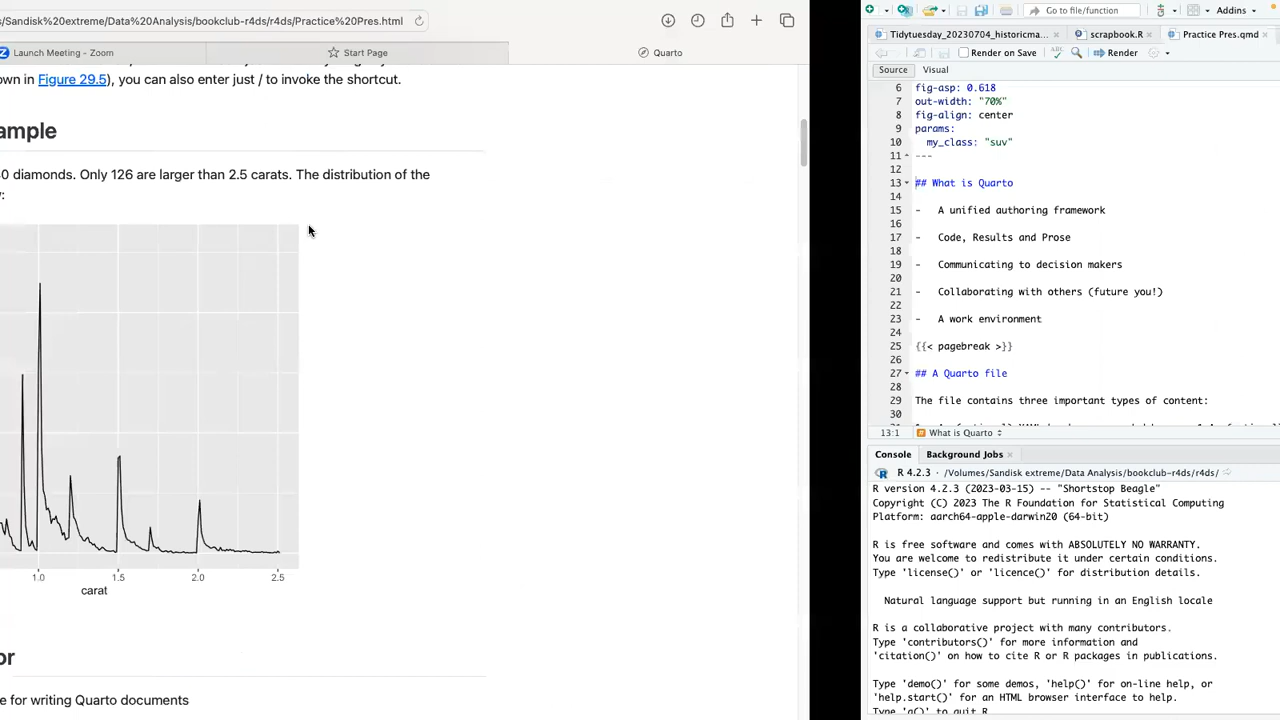 s/Sandisk%20extreme/Data%20Analysis/bookclub-r4ds/r4ds/Practice%20Pres.html
Launch Meeting - Zoom
Start Page
Quarto
own in Figure 29.5), you can also enter just / to invoke the shortcut.
ample
0 diamonds. Only 126 are larger than 2.5 carats. The distribution of the
:
1.0
1.5
2.0
2.5
carat
or
e for writing Quarto documents
Go to file/function
Addins
Tidytuesday_20230704_historicma...
scrapbook.R
Practice Pres.qmd
Render on Save
Render
Source
Visual
6 fig-asp: 0.618
7 out-width: "70%"
8 fig-align: center
9 params:
10 my_class: "suv"
11 ---
12
13 ## What is Quarto
14
15 - A unified authoring framework
16
17 - Code, Results and Prose
18
19 - Communicating to decision makers
20
21 - Collaborating with others (future you!)
22
23 - A work environment
24
25 {{< pagebreak >}}
26
27 ## A Quarto file
28
29 The file contains three important types of content:
30
13:1
What is Quarto
Console
Background Jobs
R 4.2.3 · /Volumes/Sandisk extreme/Data Analysis/bookclub-r4ds/r4ds/
R version 4.2.3 (2023-03-15) -- "Shortstop Beagle"
Copyright (C) 2023 The R Foundation for Statistical Computing
Platform: aarch64-apple-darwin20 (64-bit)
R is free software and comes with ABSOLUTELY NO WARRANTY.
You are welcome to redistribute it under certain conditions.
Type 'license()' or 'licence()' for distribution details.
Natural language support but running in an English locale
R is a collaborative project with many contributors.
Type 'contributors()' for more information and
'citation()' on how to cite R or R packages in publications.
Type 'demo()' for some demos, 'help()' for on-line help, or
'help.start()' for an HTML browser interface to help.
Type 'q()' to quit R.